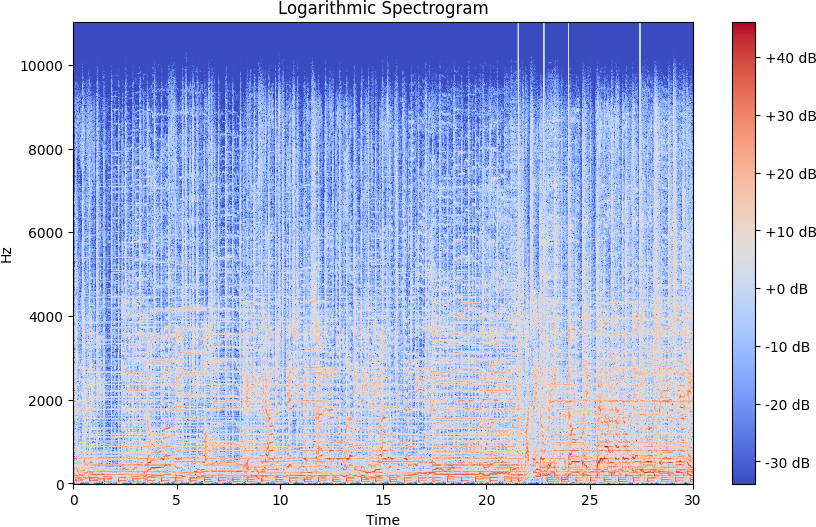 Logarithmic Spectrogram
Hz
10000
8000
6000
4000
2000
0
0 5 10 15 20 25 30
Time
+40 dB
+30 dB
+20 dB
+10 dB
+0 dB
-10 dB
-20 dB
-30 dB